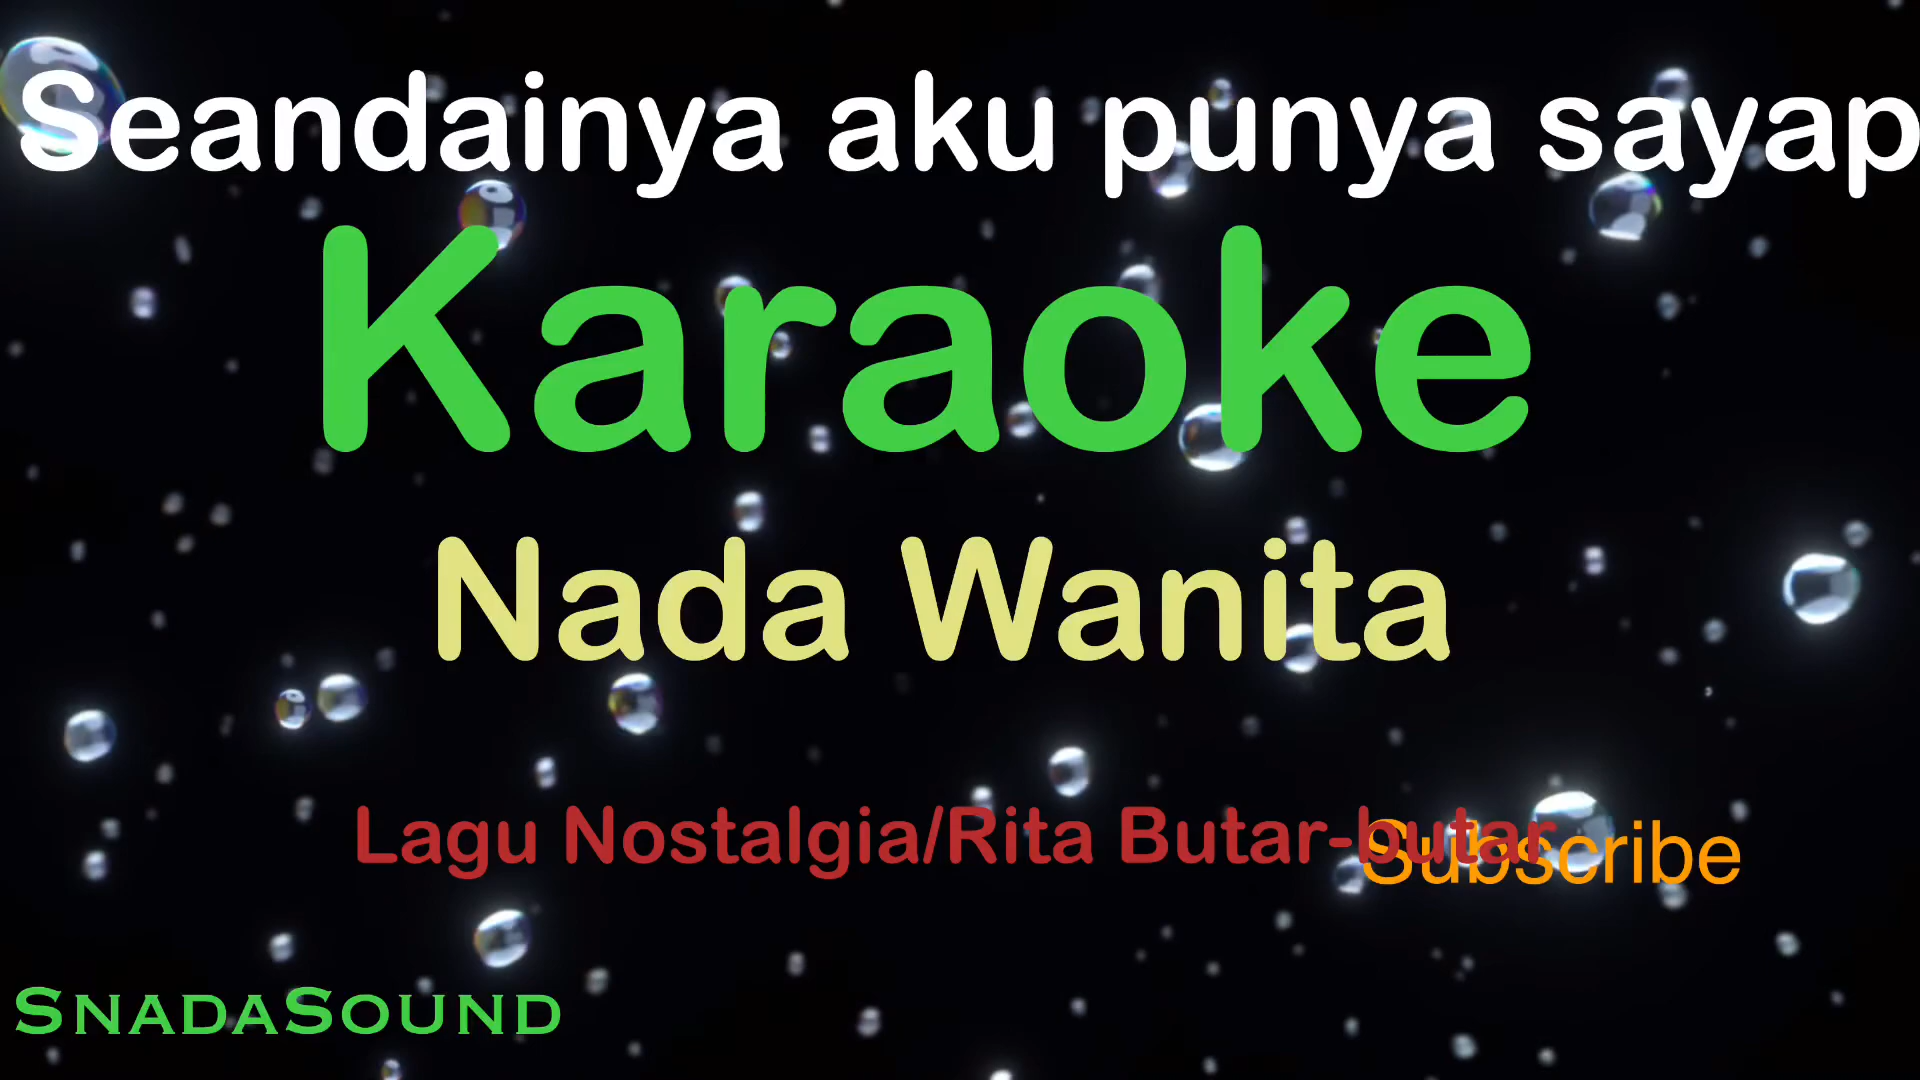 Seandainya aku punya sayap
Karaoke
Nada Wanita
Lagu Nostalgia/Rita Butar-butar
Subscribe
SnadaSound